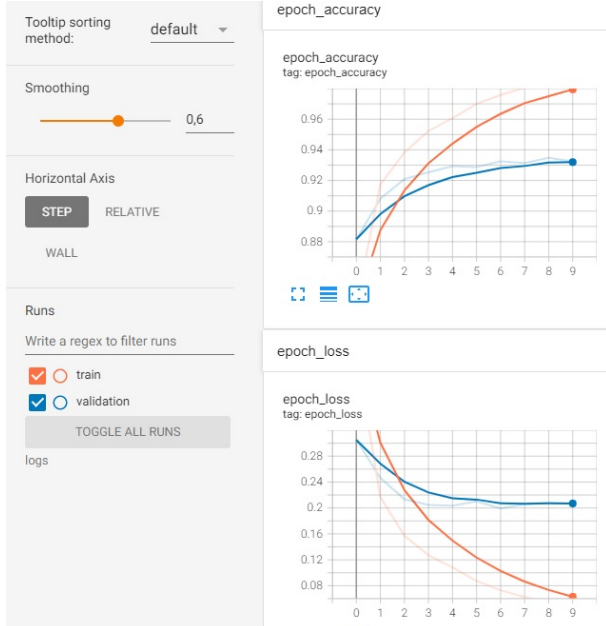 Tooltip sorting
method:
default
Smoothing
0,6
Horizontal Axis
STEP
RELATIVE
WALL
Runs
Write a regex to filter runs
train
validation
TOGGLE ALL RUNS
logs
epoch_accuracy
epoch_accuracy
tag: epoch_accuracy
0.96
0.94
0.92
0.9
0.88
0 1 2 3 4 5 6 7 8 9
epoch_loss
epoch_loss
tag: epoch_loss
0.28
0.24
0.2
0.16
0.12
0.08
0 1 2 3 4 5 6 7 8 9